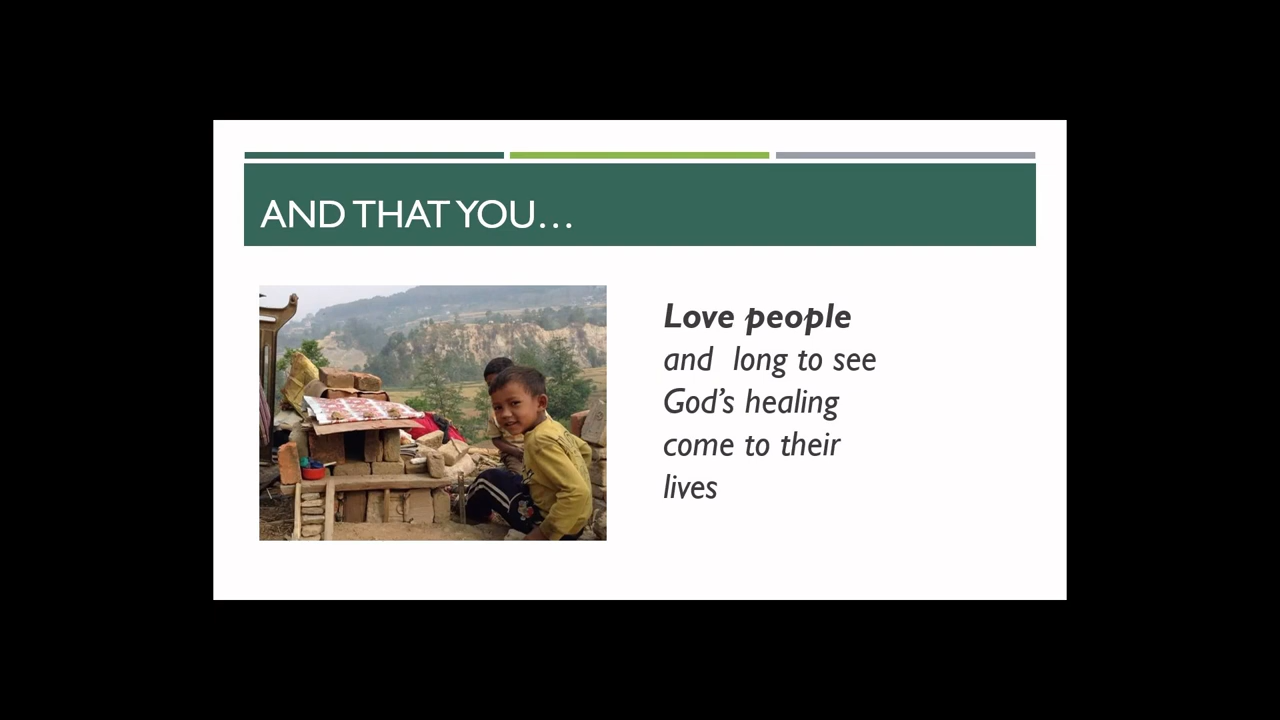 AND THAT YOU…
Love people
and  long to see
God’s healing
come to their
lives